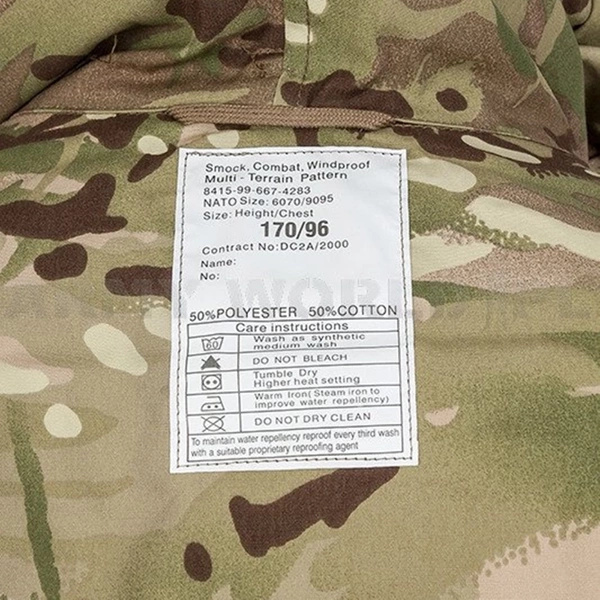 Smock, Combat, Windproof
Multi - Terrain Pattern
8415-99-667-4283
NATO Size: 6070/9095
Size: Height/Chest
170/96
Contract No:DC2A/2000
Name:
No:
50%POLYESTER 50%COTTON
Care instructions
60
Wash as synthetic
medium wash
DO NOT BLEACH
Tumble Dry
Higher heat setting
Warm Iron( Steam iron to
improve water repellency)
DO NOT DRY CLEAN
To maintain water repellency reproof every third wash
with a suitable proprietary reproofing agent
ARMY WORLD